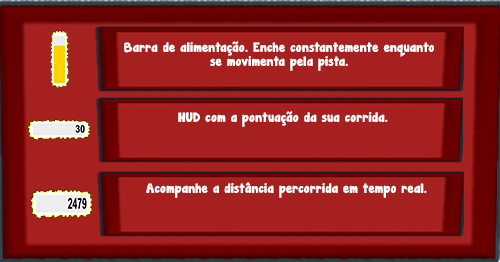 Barra de alimentação. Enche constantemente enquanto
se movimenta pela pista.
30
HUD com a pontuação da sua corrida.
Acompanhe a distância percorrida em tempo real.
2479